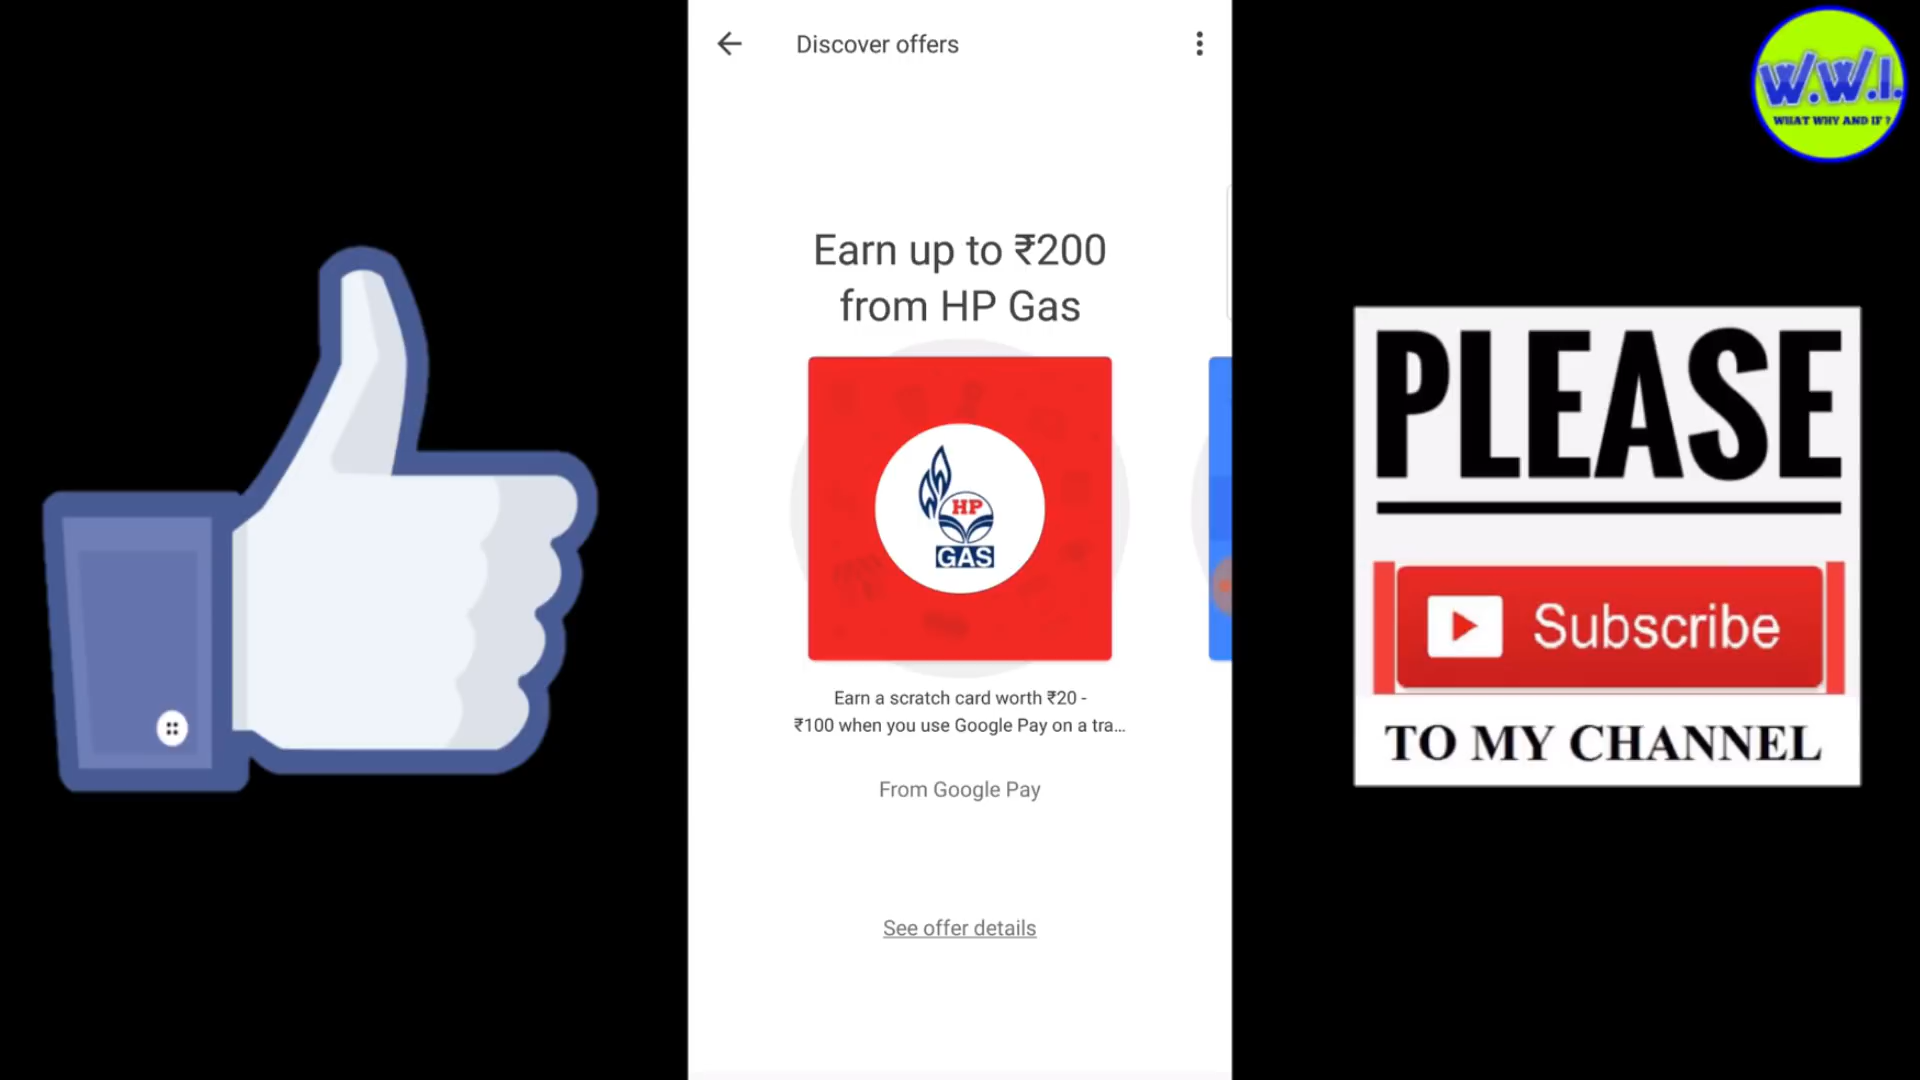 Discover offers
W.W.I.
WHAT WHY AND IF ?
Earn up to ₹200
from HP Gas
HP
GAS
Earn a scratch card worth ₹20 -
₹100 when you use Google Pay on a tra...
From Google Pay
See offer details
PLEASE
Subscribe
TO MY CHANNEL